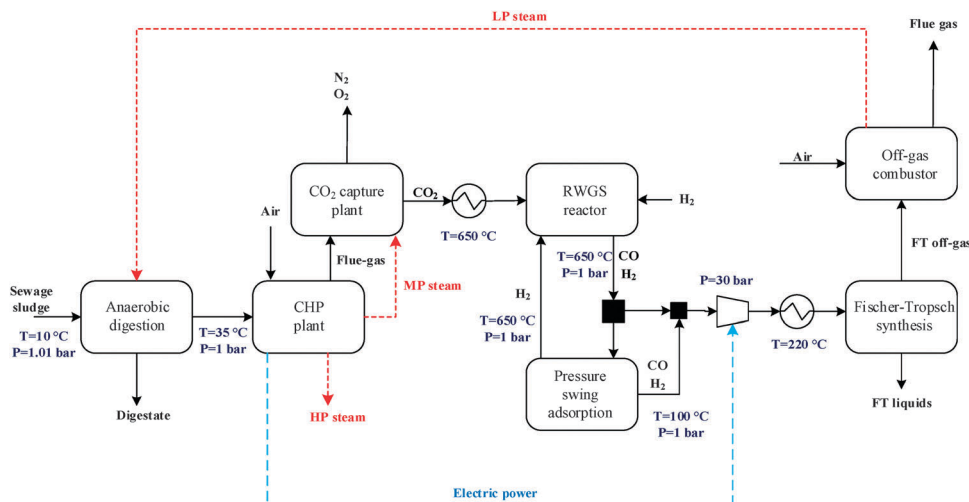 LP steam
Flue gas
N₂
O₂
Air
Off-gas
combustor
CO₂ capture
plant
CO₂
RWGS
reactor
H₂
T=650 °C
Air
Flue-gas
MP steam
T=650 °C
P=1 bar
CO
H₂
FT off-gas
Sewage
sludge
Anaerobic
digestion
CHP
plant
H₂
P=30 bar
Fischer-Tropsch
synthesis
T=10 °C
P=1.01 bar
T=35 °C
P=1 bar
T=650 °C
P=1 bar
T=220 °C
Pressure
swing
adsorption
CO
H₂
Digestate
HP steam
T=100 °C
P=1 bar
FT liquids
Electric power